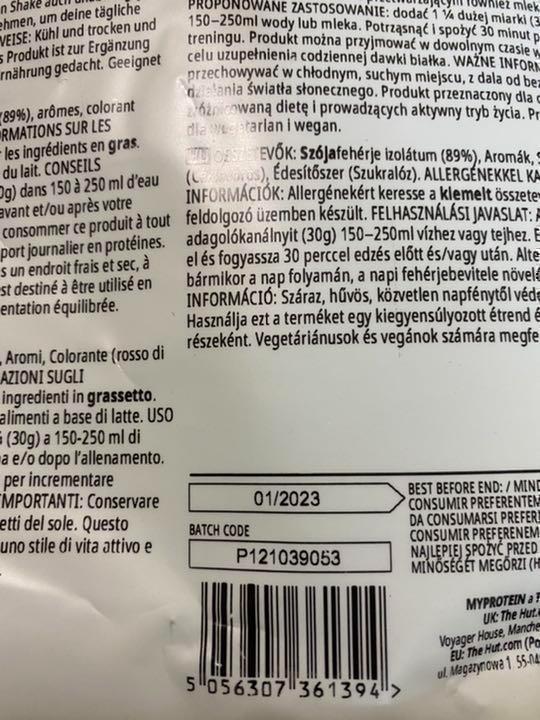 n Shake auch und
ehmen, um deine tägliche
VEISE: Kühl und trocken und
s Produkt ist zur Ergänzung
rnährung gedacht. Geeignet
(89%), arômes, colorant
RMATIONS SUR LES
les ingrédients en gras.
du lait. CONSEILS
0g) dans 150 à 250 ml d'eau
avant et/ou après votre
consommer ce produit à tout
port journalier en protéines.
s un endroit frais et sec, à
st destiné à être utilisé en
entation équilibrée.
, Aromi, Colorante (rosso di
AZIONI SUGLI
ingredienti in grassetto.
alimenti a base di latte. USO
(30g) a 150-250 ml di
a e/o dopo l'allenamento.
per incrementare
IMPORTANTI: Conservare
etti del sole. Questo
uno stile di vita attivo e
również mlek
PROPONOWANE ZASTOSOWANIE: dodać 1 ¼ dużej miarki (3
150–250ml wody lub mleka. Potrząsnąć i spożyć 30 minut p
treningu. Produkt można przyjmować w dowolnym czasie w
celu uzupełnienia codziennej dawki białka. WAŻNE INFORM
przechowywać w chłodnym, suchym miejscu, z dala od bez
działania światła słonecznego. Produkt przeznaczony dla o
zróżnicowaną dietę i prowadzących aktywny tryb życia. Pr
dla wegetarian i wegan.
HU ÖSSZETEVŐK: Szójafehérje izolátum (89%), Aromák, S
Édesítőszer (Szukralóz). ALLERGÉNEKKEL KA
INFORMÁCIÓK: Allergénekért keresse a kiemelt összetev
feldolgozó üzemben készült. FELHASZNÁLÁSI JAVASLAT: A
adagolókanálnyit (30g) 150–250ml vízhez vagy tejhez. É
el és fogyassza 30 perccel edzés előtt és/vagy után. Alte
bármikor a nap folyamán, a napi fehérjebevitele növelé
INFORMÁCIÓ: Száraz, hűvös, közvetlen napfénytől véde
Használja ezt a terméket egy kiegyensúlyozott étrend é
részeként. Vegetáriánusok és vegánok számára megfe
01/2023
BATCH CODE
P121039053
BEST BEFORE END: / MIND
CONSUMIR PREFERENTEM
DA CONSUMARSI PREFERI
CONSUMIR PREFERENEM
NAJLEPIEJ SPOŻYĆ PRZED
MINŐSÉGÉT MEGŐRZI (H
MYPROTEIN a T
UK: The Hut.
Voyager House, Manche
EU: The Hut.com (Po
ul. Magazynowa 1, 55-04
5 056307 361394 >